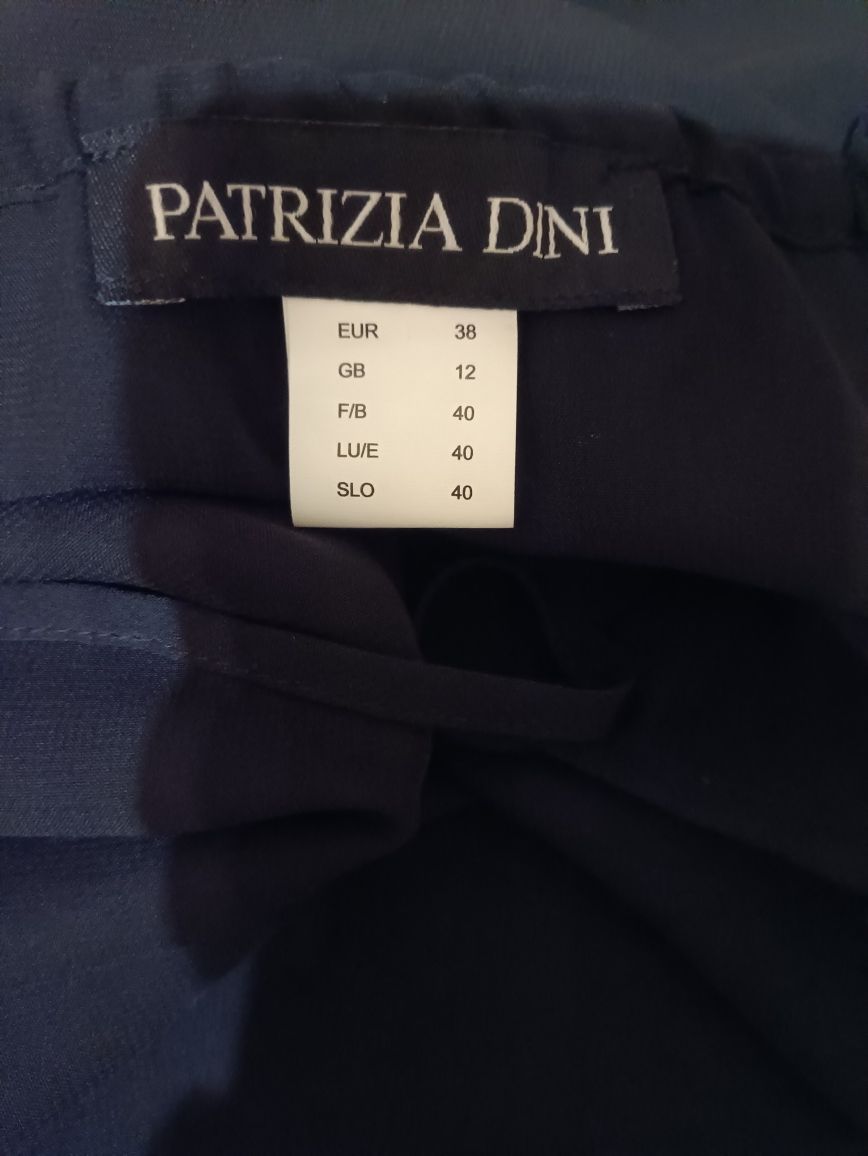 PATRIZIA DINI
EUR 38
GB 12
F/B 40
LU/E 40
SLO 40